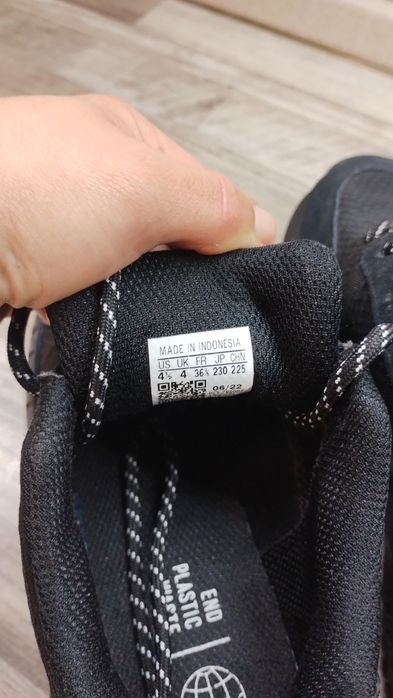 MADE IN INDONESIA
US UK FR JP CHN
4½ 4 36⅔ 230 225
06/22
END
PLASTIC
WASTE